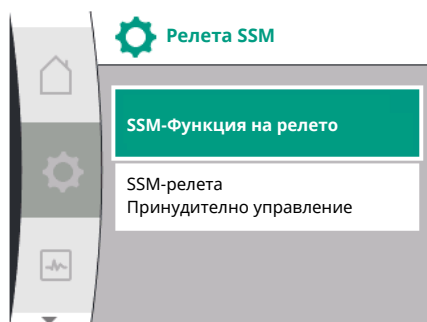 Релета SSM
SSM-Функция на релето
SSM-релета
Принудително управление